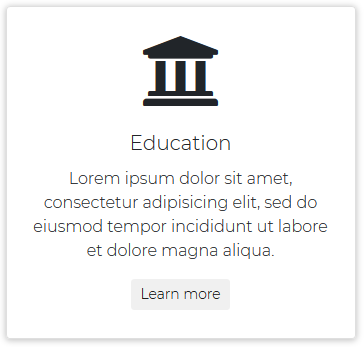 Education
Lorem ipsum dolor sit amet,
consectetur adipisicing elit, sed do
eiusmod tempor incididunt ut labore
et dolore magna aliqua.
Learn more